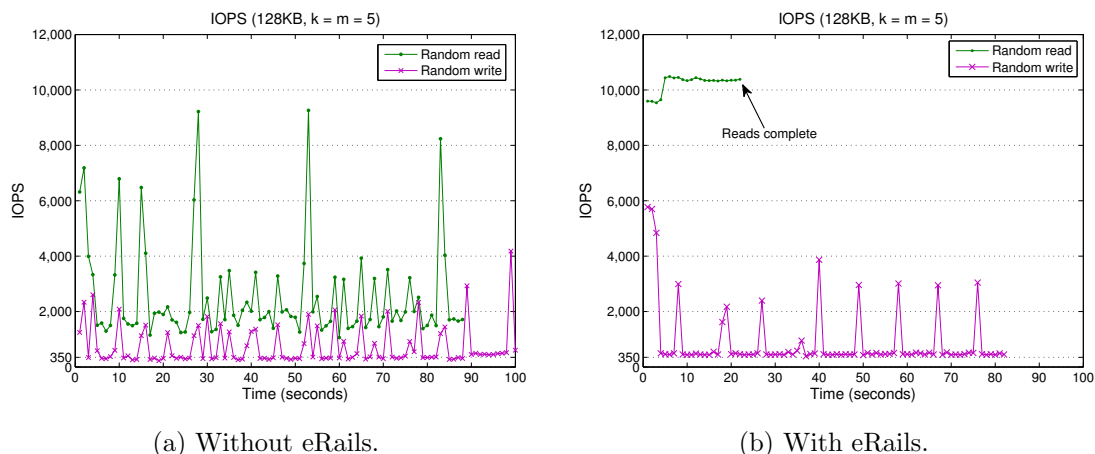 IOPS (128KB, k = m = 5)
12,000
10,000
8,000
6,000
4,000
2,000
350
0
IOPS
Random read
Random write
0 10 20 30 40 50 60 70 80 90 100
Time (seconds)
(a) Without eRails.
IOPS (128KB, k = m = 5)
12,000
10,000
8,000
6,000
4,000
2,000
350
0
IOPS
Random read
Random write
Reads complete
0 10 20 30 40 50 60 70 80 90 100
Time (seconds)
(b) With eRails.